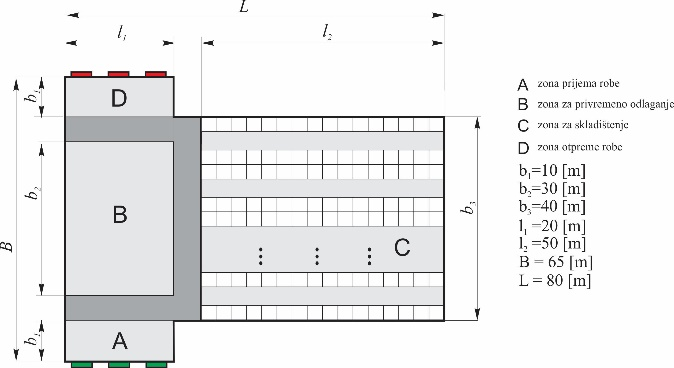 L
l₁
l₂
b₁
D
b₂
B
B
b₃
C
b₁
A
A zona prijema robe
B zona za privremeno odlaganje
C zona za skladištenje
D zona otpreme robe
b₁=10 [m]
b₂=30 [m]
b₃=40 [m]
l₁=20 [m]
l₂=50 [m]
B = 65 [m]
L = 80 [m]